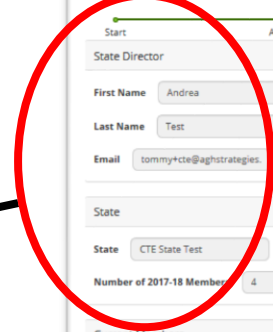 Start
State Director
First Name Andrea
Last Name Test
Email tommy+cte@aghstrategies.
State
State CTE State Test
Number of 2017-18 Members 4